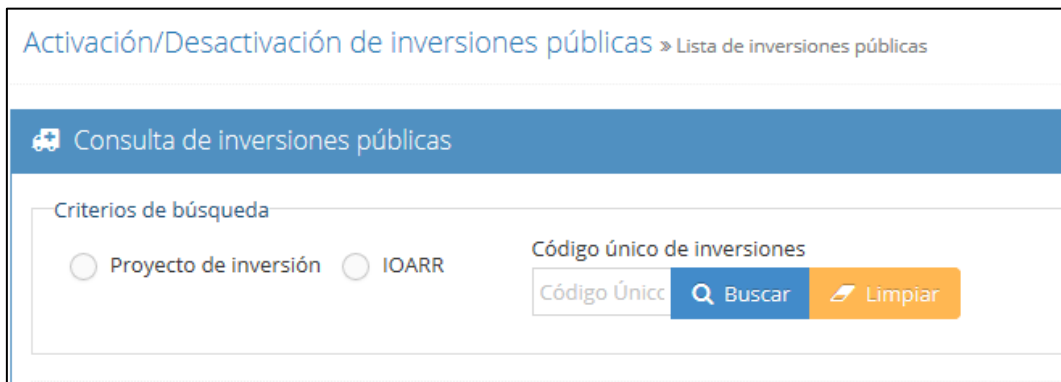 Activación/Desactivación de inversiones públicas » Lista de inversiones públicas
Consulta de inversiones públicas
Criterios de búsqueda
Proyecto de inversión IOARR
Código único de inversiones
Código Únicc Buscar Limpiar